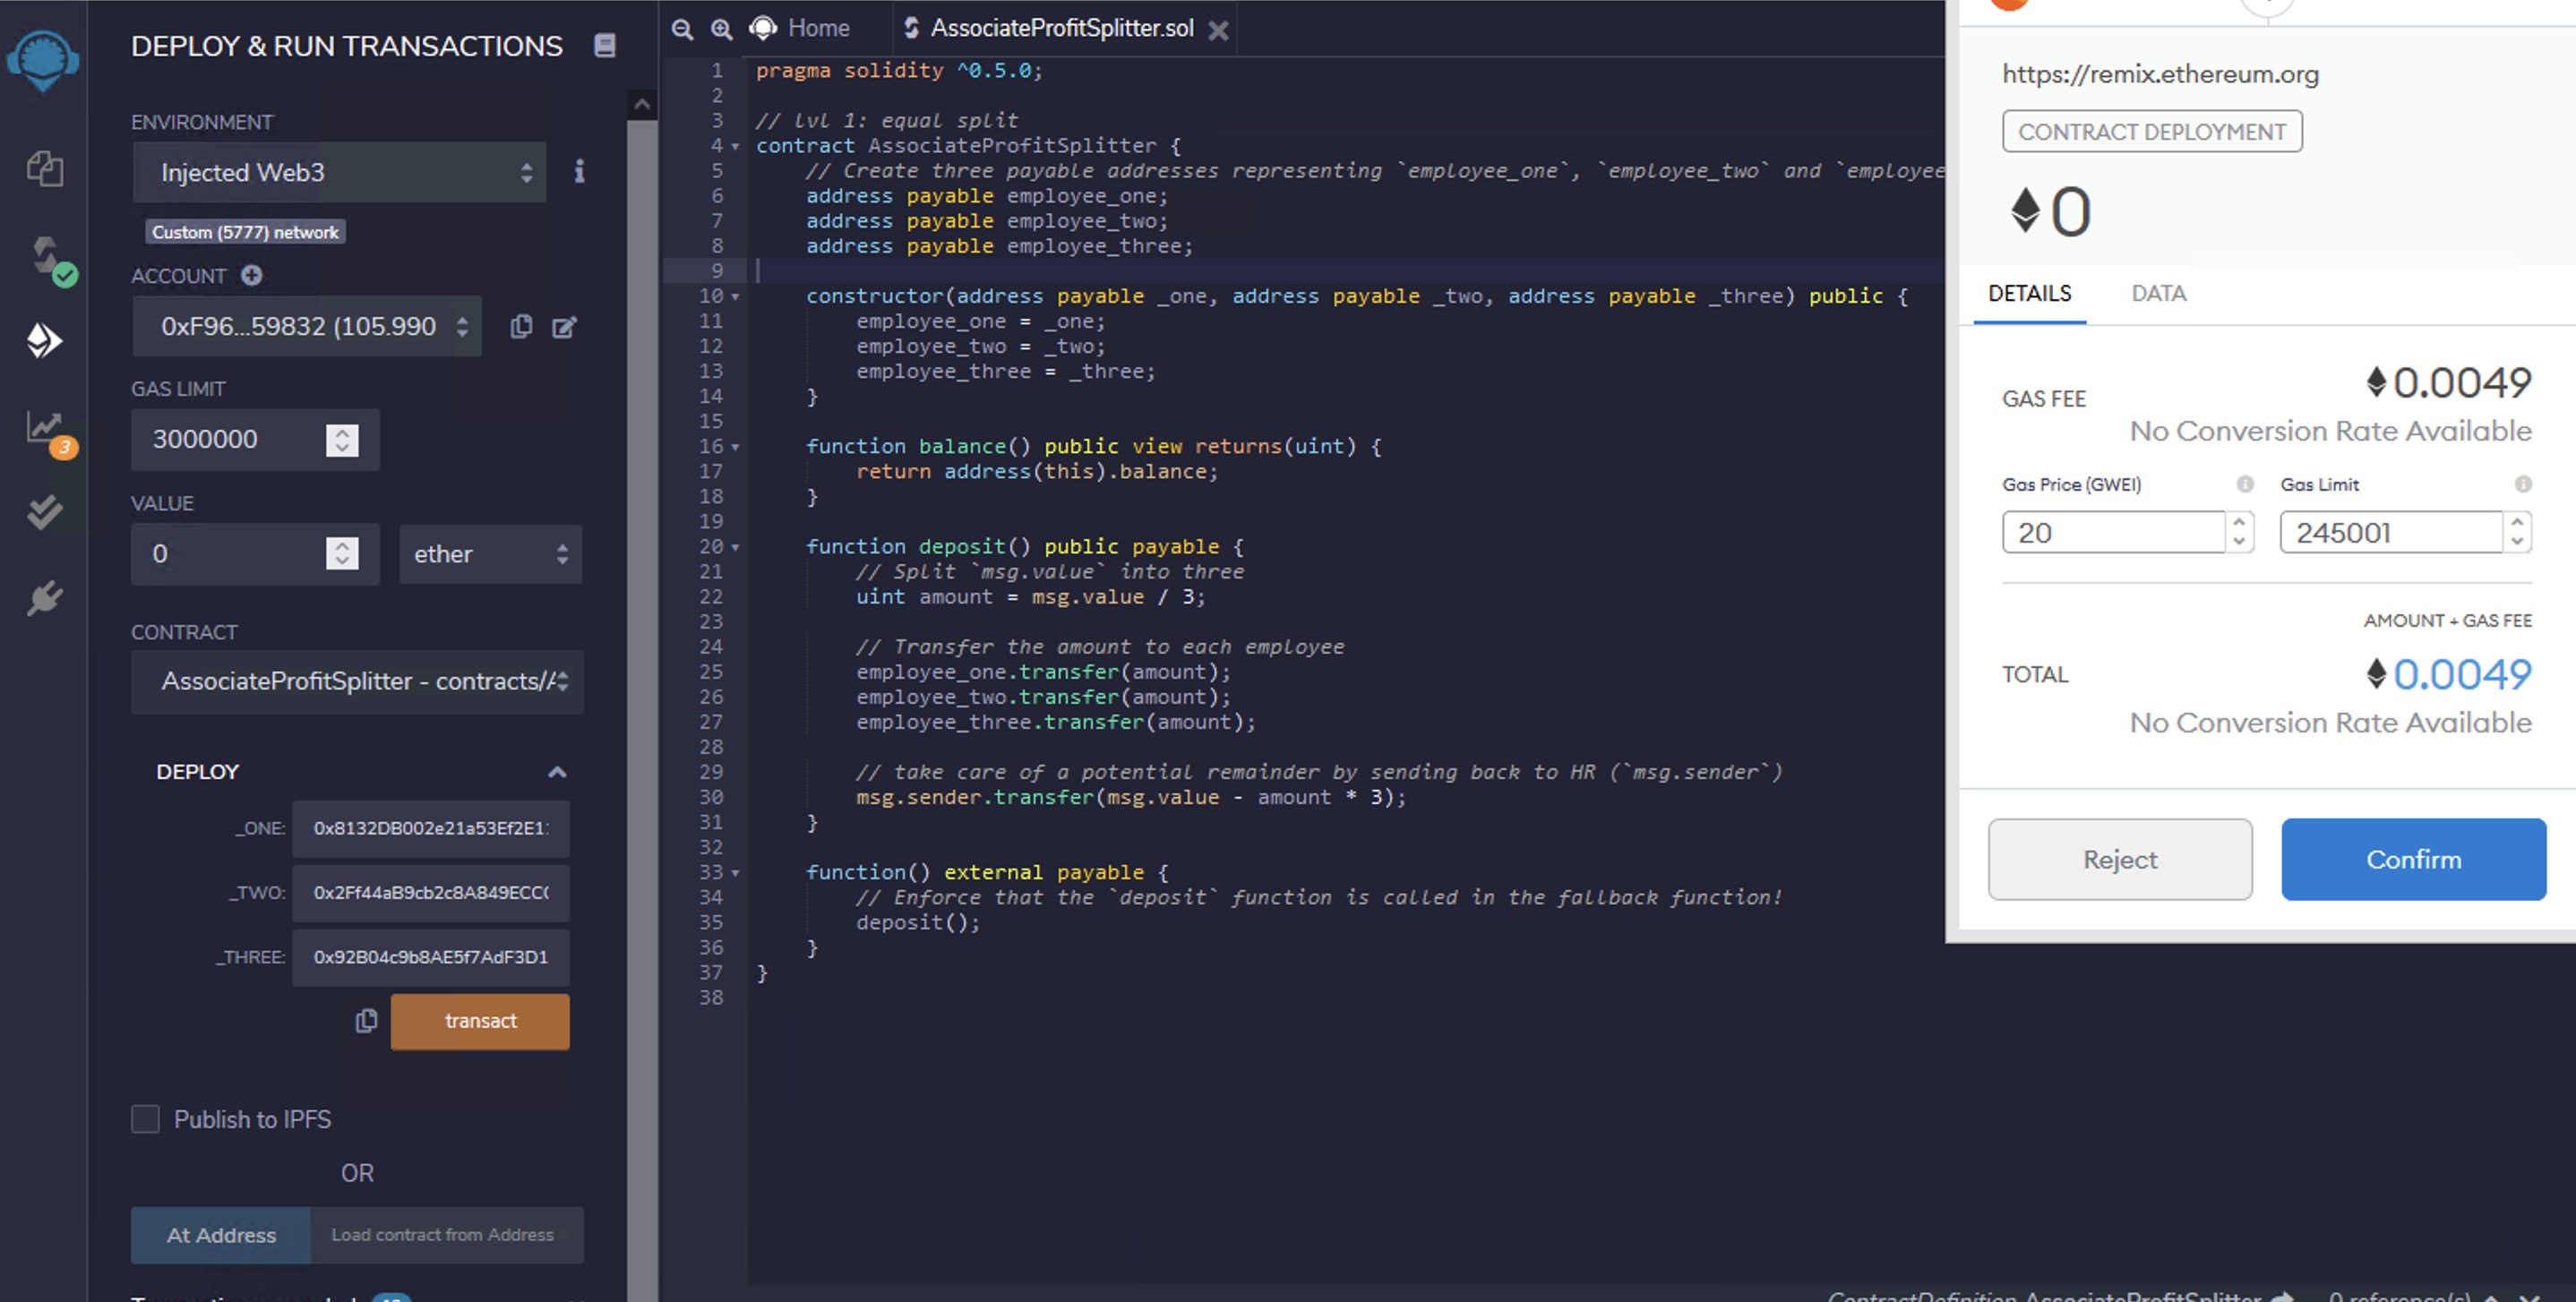 DEPLOY & RUN TRANSACTIONS
ENVIRONMENT
Injected Web3
i
Custom (5777) network
ACCOUNT
0xF96...59832 (105.990
GAS LIMIT
3000000
3
VALUE
0
ether
CONTRACT
AssociateProfitSplitter - contracts/A
DEPLOY
_ONE:
0x8132DB002e21a53Ef2E1:
_TWO:
0x2Ff44aB9cb2c8A849ECC(
_THREE:
0x92B04c9b8AE5f7AdF3D1
transact
Publish to IPFS
OR
At Address
Load contract from Address
Home
AssociateProfitSplitter.sol
1 pragma solidity ^0.5.0;
2
3 // lvl 1: equal split
4 contract AssociateProfitSplitter {
5 // Create three payable addresses representing `employee_one`, `employee_two` and `employee
6 address payable employee_one;
7 address payable employee_two;
8 address payable employee_three;
9
10 constructor(address payable _one, address payable _two, address payable _three) public {
11 employee_one = _one;
12 employee_two = _two;
13 employee_three = _three;
14 }
15
16 function balance() public view returns(uint) {
17 return address(this).balance;
18 }
19
20 function deposit() public payable {
21 // Split `msg.value` into three
22 uint amount = msg.value / 3;
23
24 // Transfer the amount to each employee
25 employee_one.transfer(amount);
26 employee_two.transfer(amount);
27 employee_three.transfer(amount);
28
29 // take care of a potential remainder by sending back to HR (`msg.sender`)
30 msg.sender.transfer(msg.value - amount * 3);
31 }
32
33 function() external payable {
34 // Enforce that the `deposit` function is called in the fallback function!
35 deposit();
36 }
37 }
38
ContractDefinition AssociateProfitSplitter
0 reference(s)
https://remix.ethereum.org
CONTRACT DEPLOYMENT
0
DETAILS
DATA
GAS FEE
0.0049
No Conversion Rate Available
Gas Price (GWEI)
Gas Limit
20
245001
AMOUNT + GAS FEE
TOTAL
0.0049
No Conversion Rate Available
Reject
Confirm